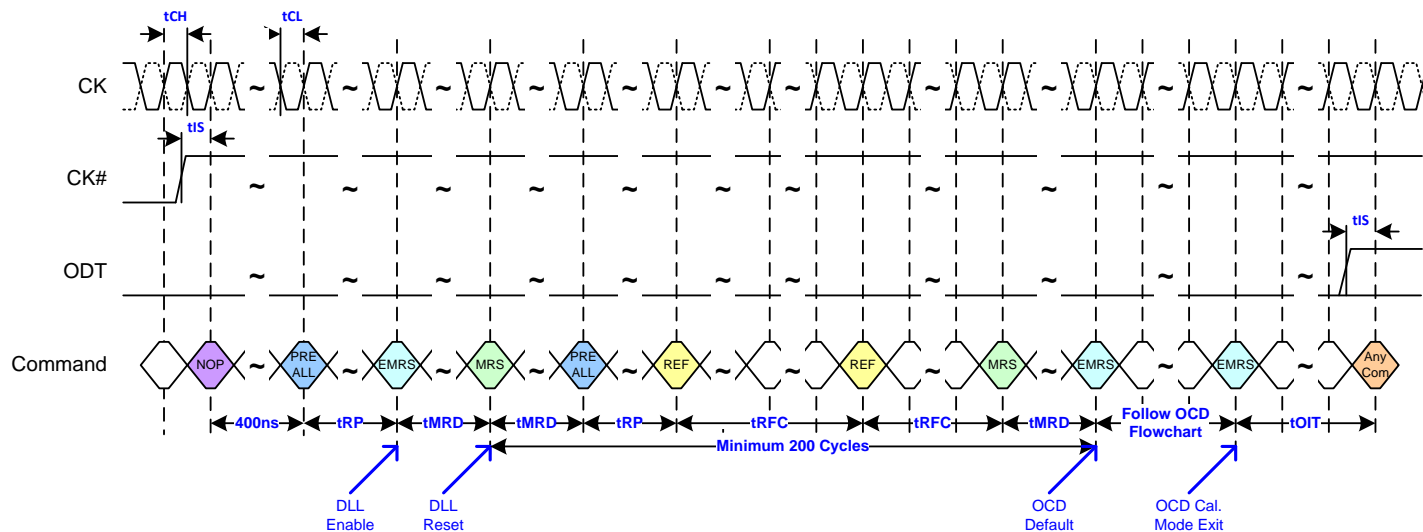 tCH
tCL
CK
~ ~ ~ ~ ~ ~ ~ ~ ~ ~ ~
tIS
CK#
~ ~ ~ ~ ~ ~ ~ ~ ~ ~ ~
tIS
ODT
~ ~ ~ ~ ~ ~ ~ ~ ~ ~ ~
Command
NOP
~
PRE
ALL
~
EMRS
~
MRS
~
PRE
ALL
~
REF
~
~
REF
~
MRS
~
EMRS
~
EMRS
~
Any
Com
400ns
tRP
tMRD
tMRD
tRP
tRFC
tRFC
tMRD
Follow OCD
Flowchart
tOIT
Minimum 200 Cycles
DLL
Enable
DLL
Reset
OCD
Default
OCD Cal.
Mode Exit